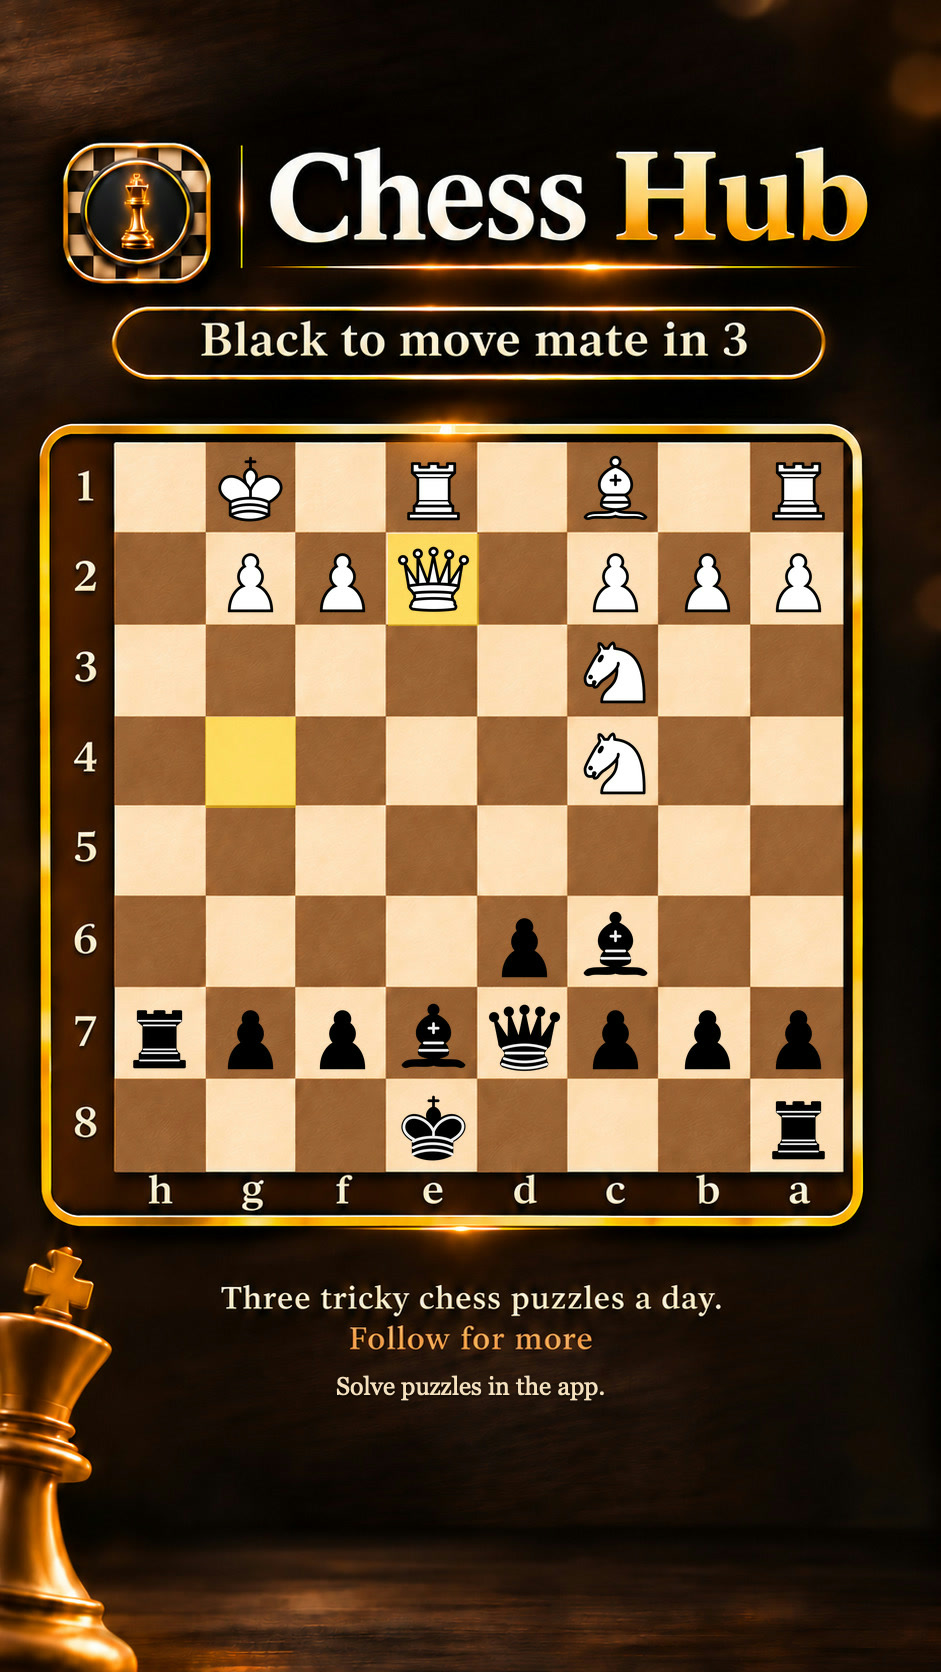 Chess Hub
Black to move mate in 3
1
2
3
4
5
6
7
8
h g f e d c b a
Three tricky chess puzzles a day.
Follow for more
Solve puzzles in the app.